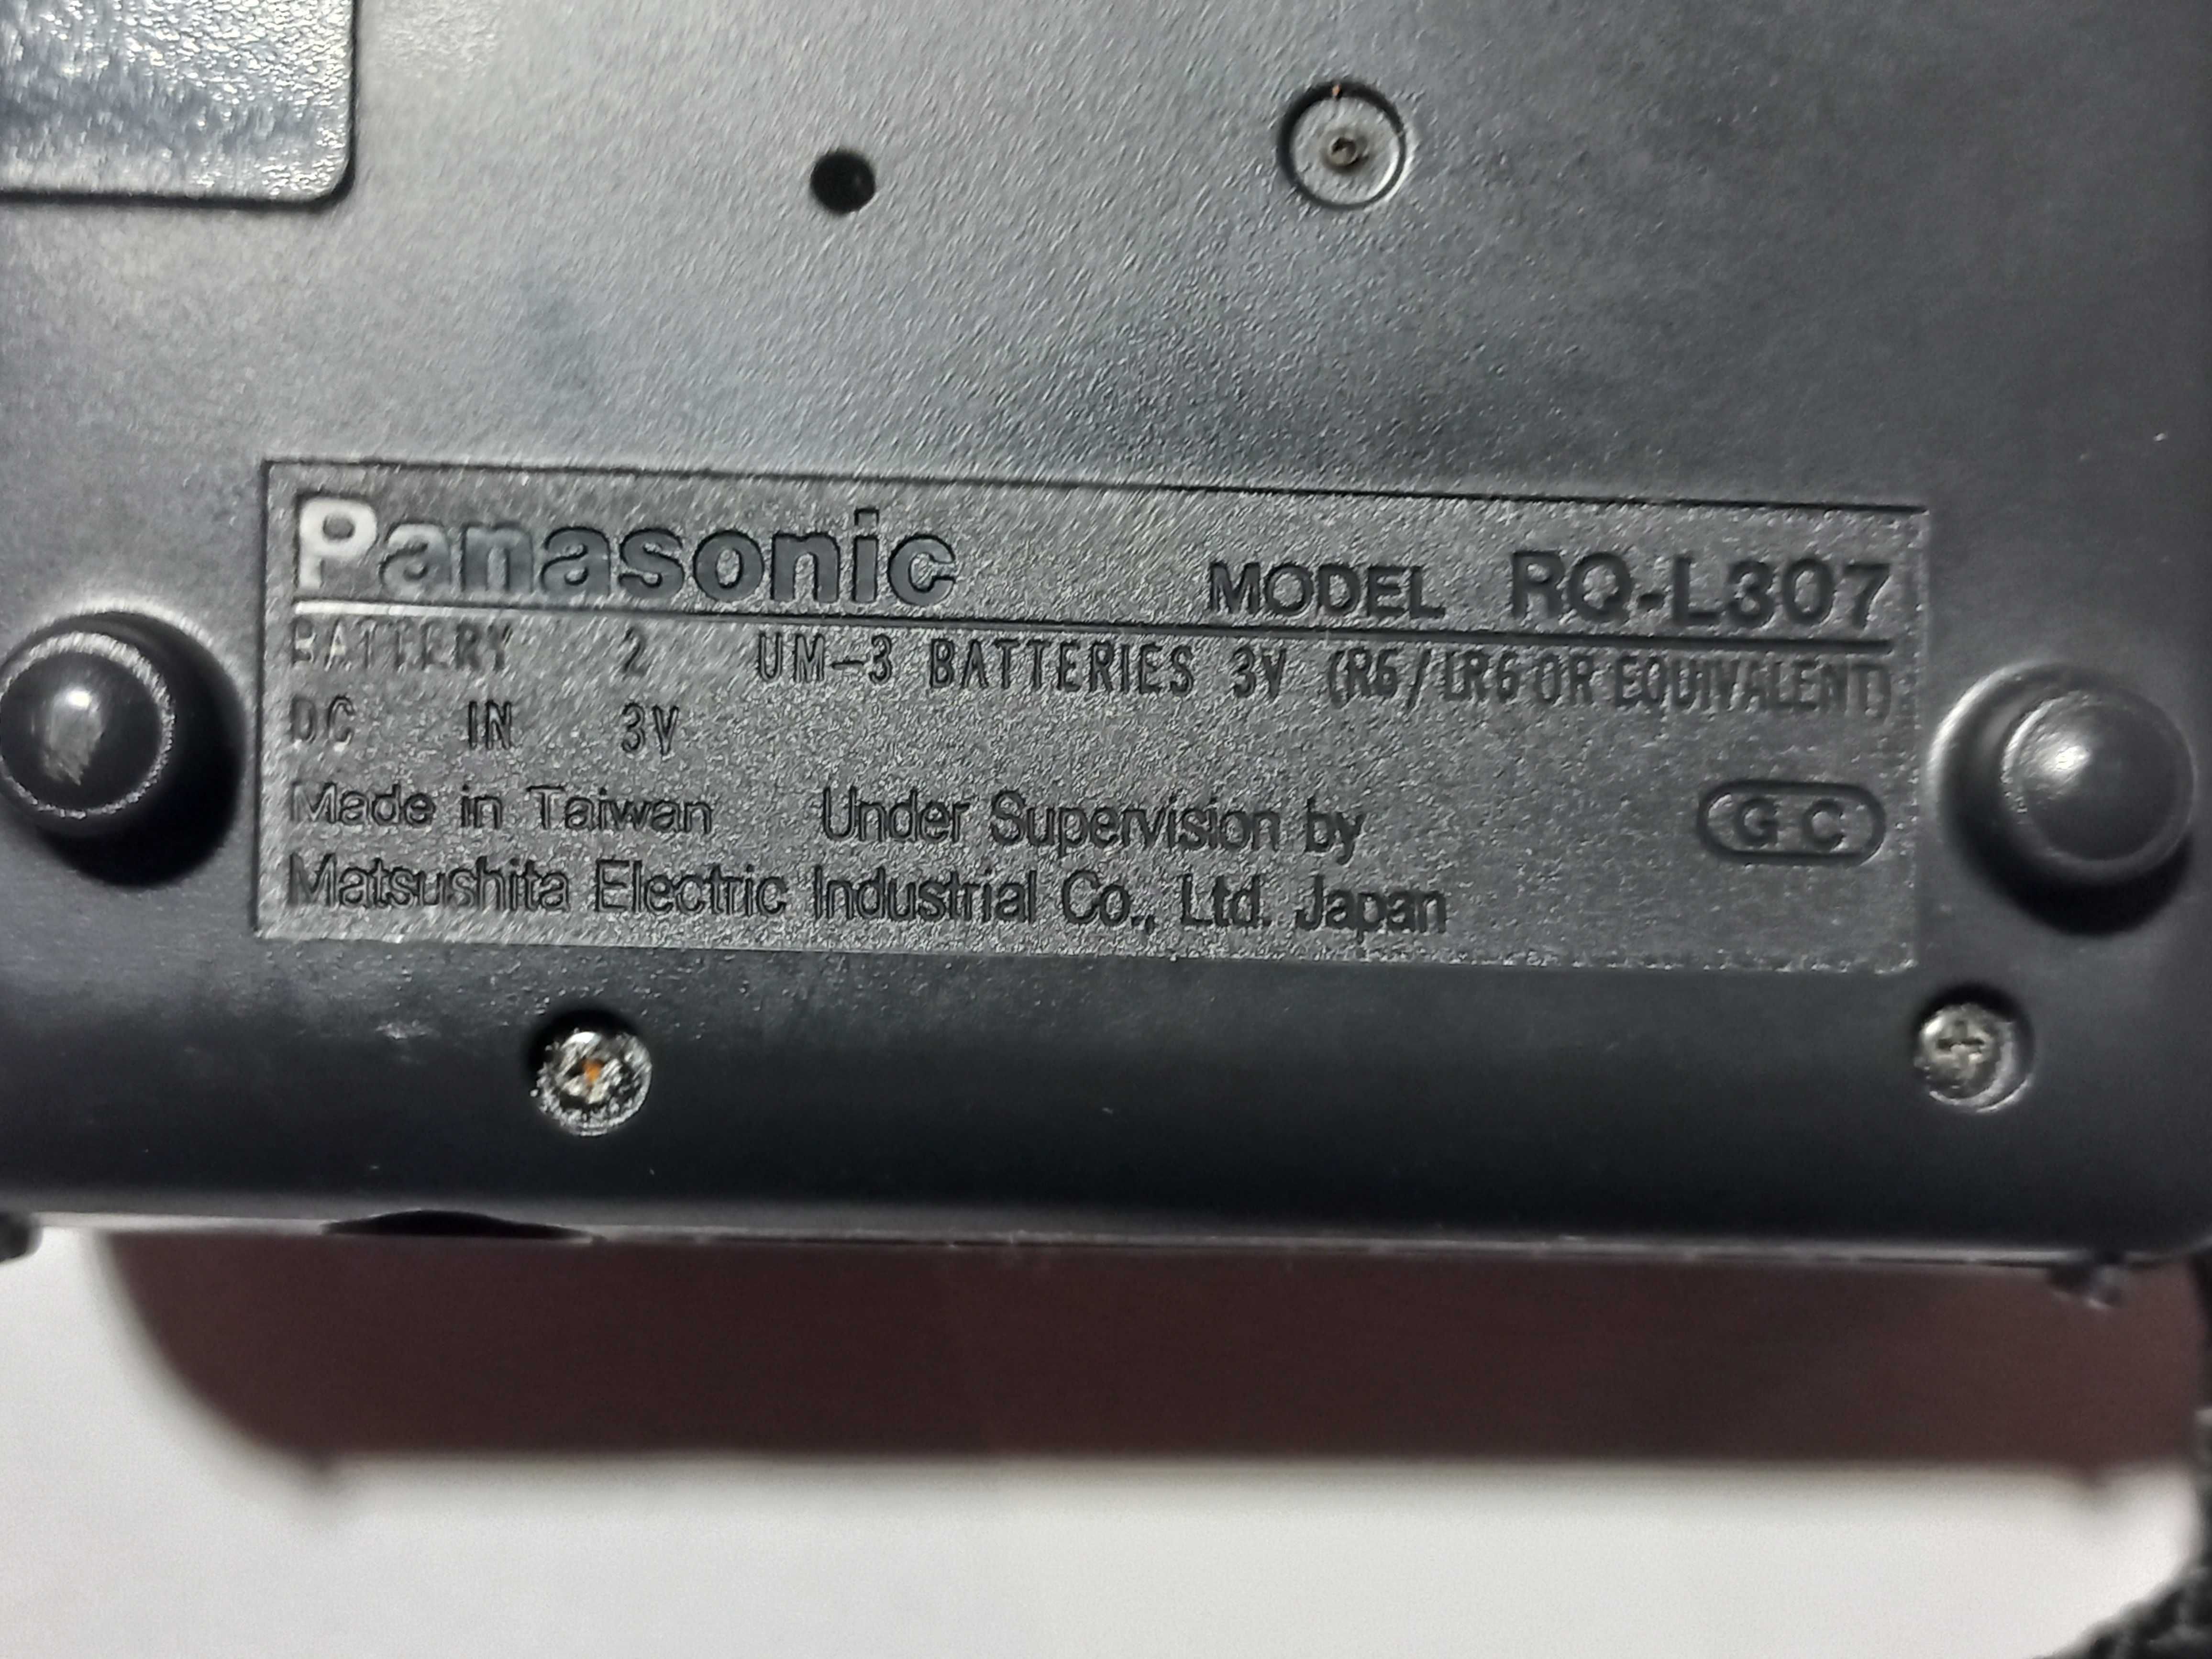 Panasonic MODEL RQ-L307
BATTERY 2 UM-3 BATTERIES 3V (R6/LR6 OR EQUIVALENT)
DC IN 3V
Made in Taiwan Under Supervision by G C
Matsushita Electric Industrial Co., Ltd. Japan